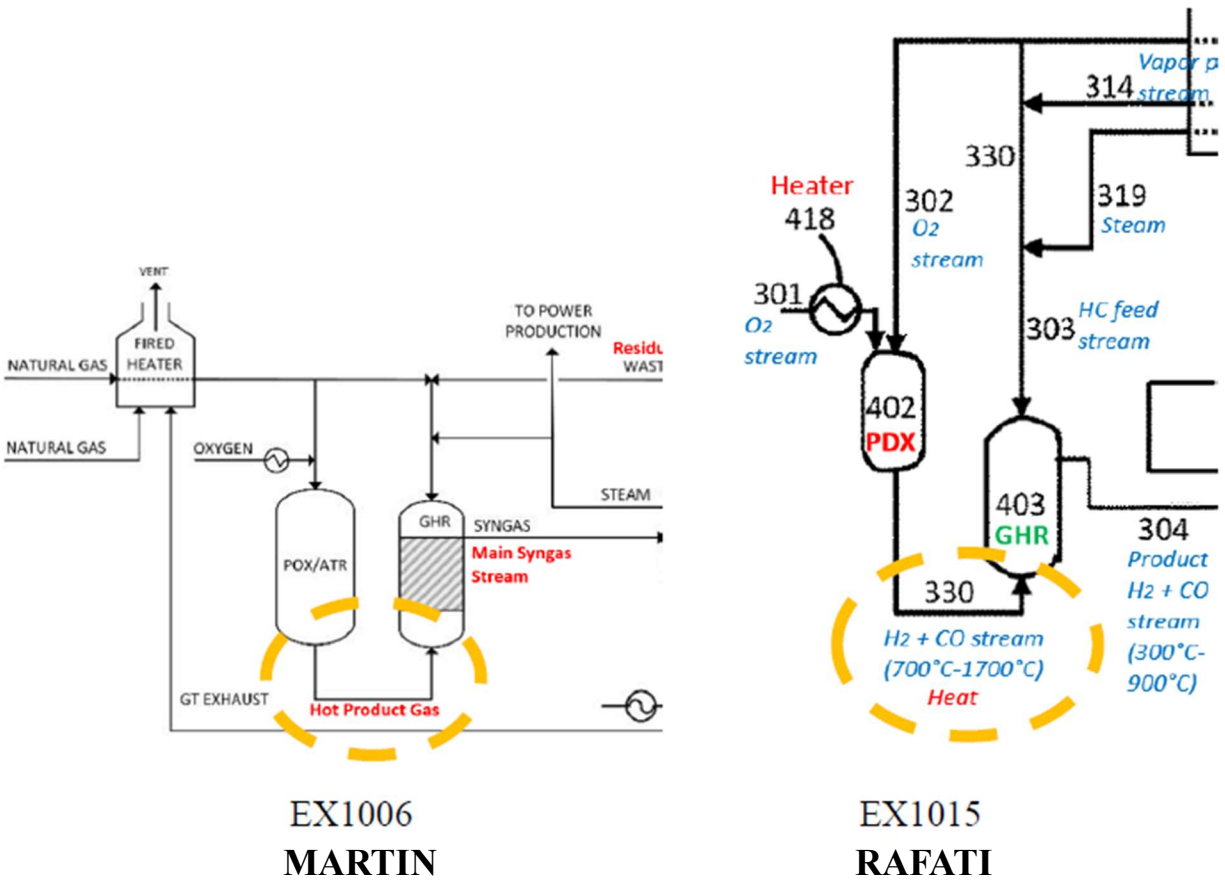 VENT
FIRED
HEATER
NATURAL GAS
NATURAL GAS
OXYGEN
POX/ATR
GHR
SYNGAS
Main Syngas
Stream
TO POWER
PRODUCTION
Residu
WAST
STEAM
GT EXHAUST
Hot Product Gas
EX1006
MARTIN
Vapor p
stream
314
330
319
Steam
Heater
418
302
O2
stream
301
O2
stream
303
HC feed
stream
402
PDX
403
GHR
304
Product
H2 + CO
stream
(300°C-
900°C)
330
H2 + CO stream
(700°C-1700°C)
Heat
EX1015
RAFATI